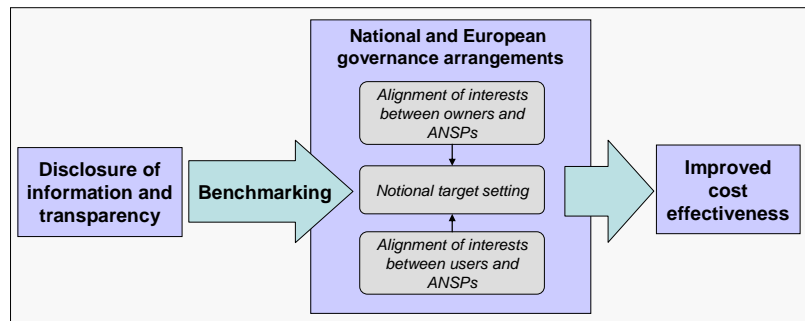 Disclosure of
information and
transparency
Benchmarking
National and European
governance arrangements
Alignment of interests
between owners and
ANSPs
Notional target setting
Alignment of interests
between users and
ANSPs
Improved
cost
effectiveness